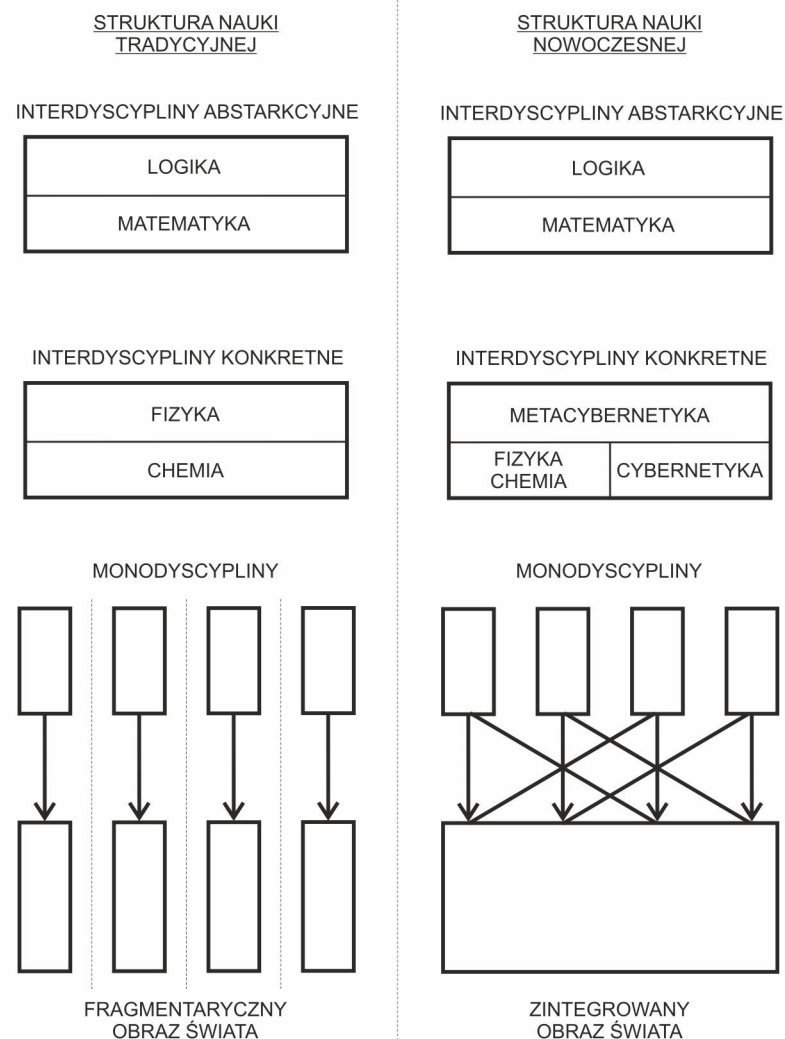 STRUKTURA NAUKI
TRADYCYJNEJ
INTERDYSCYPLINY ABSTARKCYJNE
LOGIKA
MATEMATYKA
INTERDYSCYPLINY KONKRETNE
FIZYKA
CHEMIA
MONODYSCYPLINY
FRAGMENTARYCZNY
OBRAZ ŚWIATA
STRUKTURA NAUKI
NOWOCZESNEJ
INTERDYSCYPLINY ABSTARKCYJNE
LOGIKA
MATEMATYKA
INTERDYSCYPLINY KONKRETNE
METACYBERNETYKA
FIZYKA
CHEMIA
CYBERNETYKA
MONODYSCYPLINY
ZINTEGROWANY
OBRAZ ŚWIATA